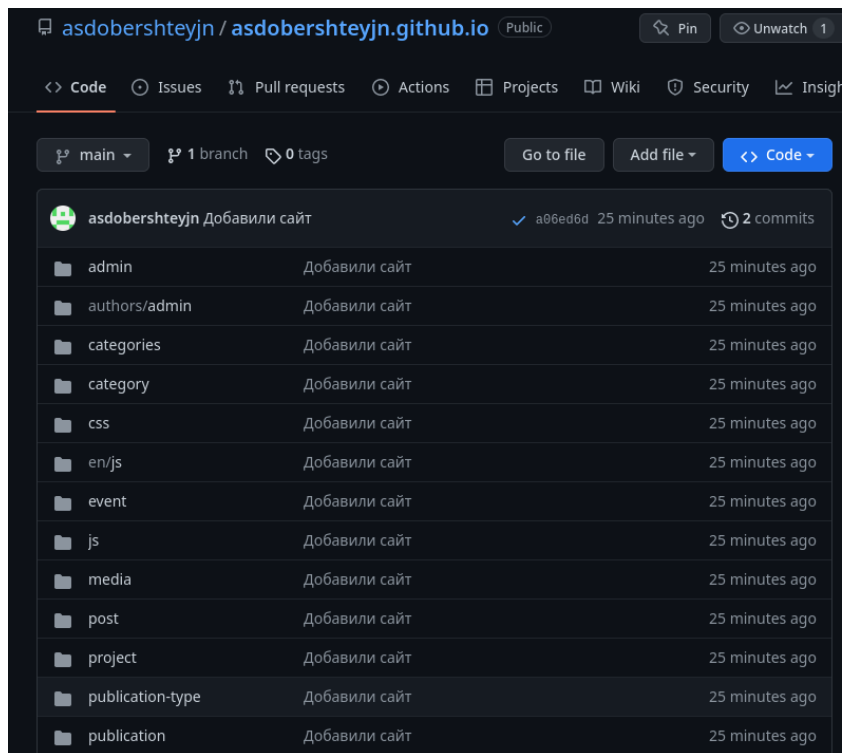 asdobershteyjn / asdobershteyjn.github.io Public Pin Unwatch 1
Code Issues Pull requests Actions Projects Wiki Security Insigh
main 1 branch 0 tags Go to file Add file Code
asdobershteyjn Добавили сайт a06ed6d 25 minutes ago 2 commits
admin Добавили сайт 25 minutes ago
authors/admin Добавили сайт 25 minutes ago
categories Добавили сайт 25 minutes ago
category Добавили сайт 25 minutes ago
css Добавили сайт 25 minutes ago
en/js Добавили сайт 25 minutes ago
event Добавили сайт 25 minutes ago
js Добавили сайт 25 minutes ago
media Добавили сайт 25 minutes ago
post Добавили сайт 25 minutes ago
project Добавили сайт 25 minutes ago
publication-type Добавили сайт 25 minutes ago
publication Добавили сайт 25 minutes ago